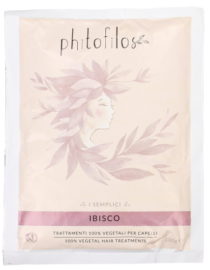 phitofilos
I SEMPLICI
IBISCO
TRATTAMENTI 100% VEGETALI PER CAPELLI
100% VEGETAL HAIR TREATMENTS